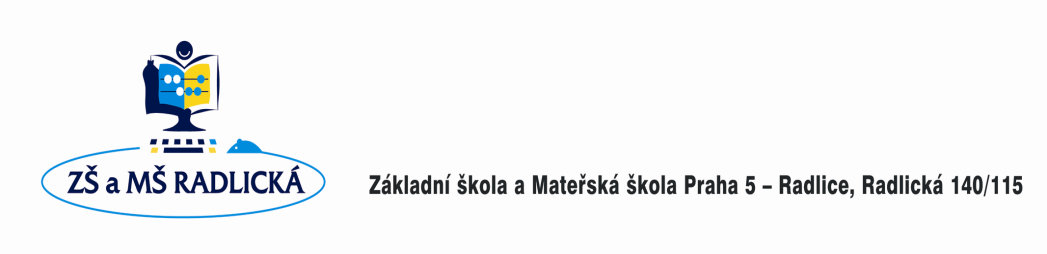 ZŠ a MŠ RADLICKÁ
Základní škola a Mateřská škola Praha 5 – Radlice, Radlická 140/115